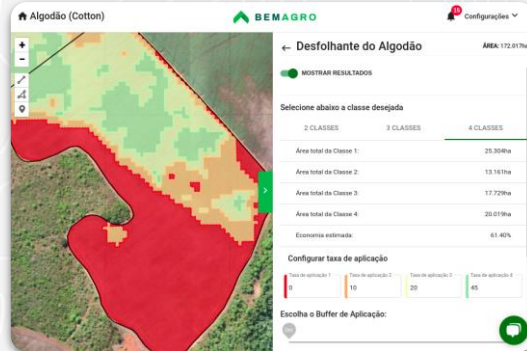 Algodão (Cotton)
BEMAGRO
15
Configurações
← Desfolhante do Algodão
ÁREA: 172.017ha
MOSTRAR RESULTADOS
Selecione abaixo a classe desejada
2 CLASSES
3 CLASSES
4 CLASSES
Área total da Classe 1:
25.304ha
Área total da Classe 2:
13.161ha
Área total da Classe 3:
17.729ha
Área total da Classe 4:
20.019ha
Economia estimada:
61.40%
Configurar taxa de aplicação
Taxa de aplicação 1
Taxa de aplicação 2
Taxa de aplicação 3
Taxa de aplicação 4
0
10
20
45
Escolha o Buffer de Aplicação: